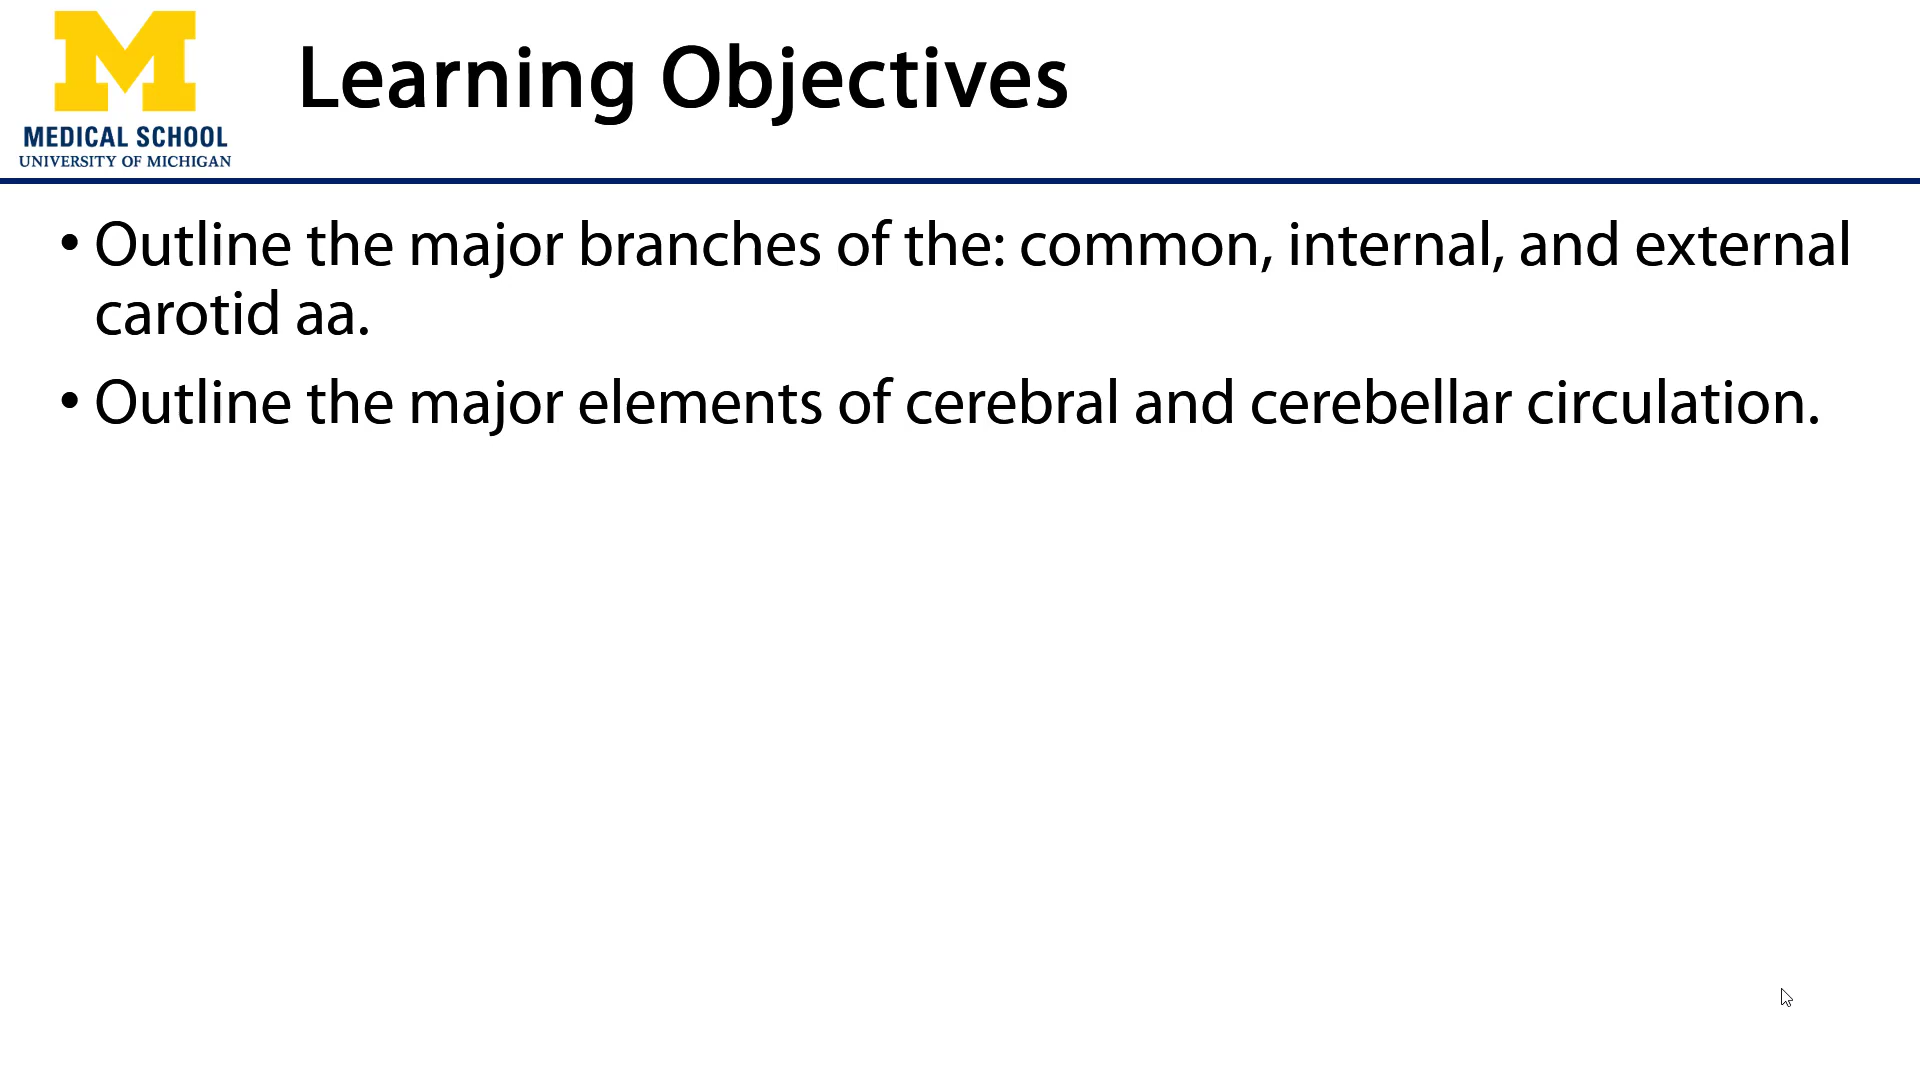 M
MEDICAL SCHOOL
UNIVERSITY OF MICHIGAN
Learning Objectives
• Outline the major branches of the: common, internal, and external
carotid aa.
• Outline the major elements of cerebral and cerebellar circulation.